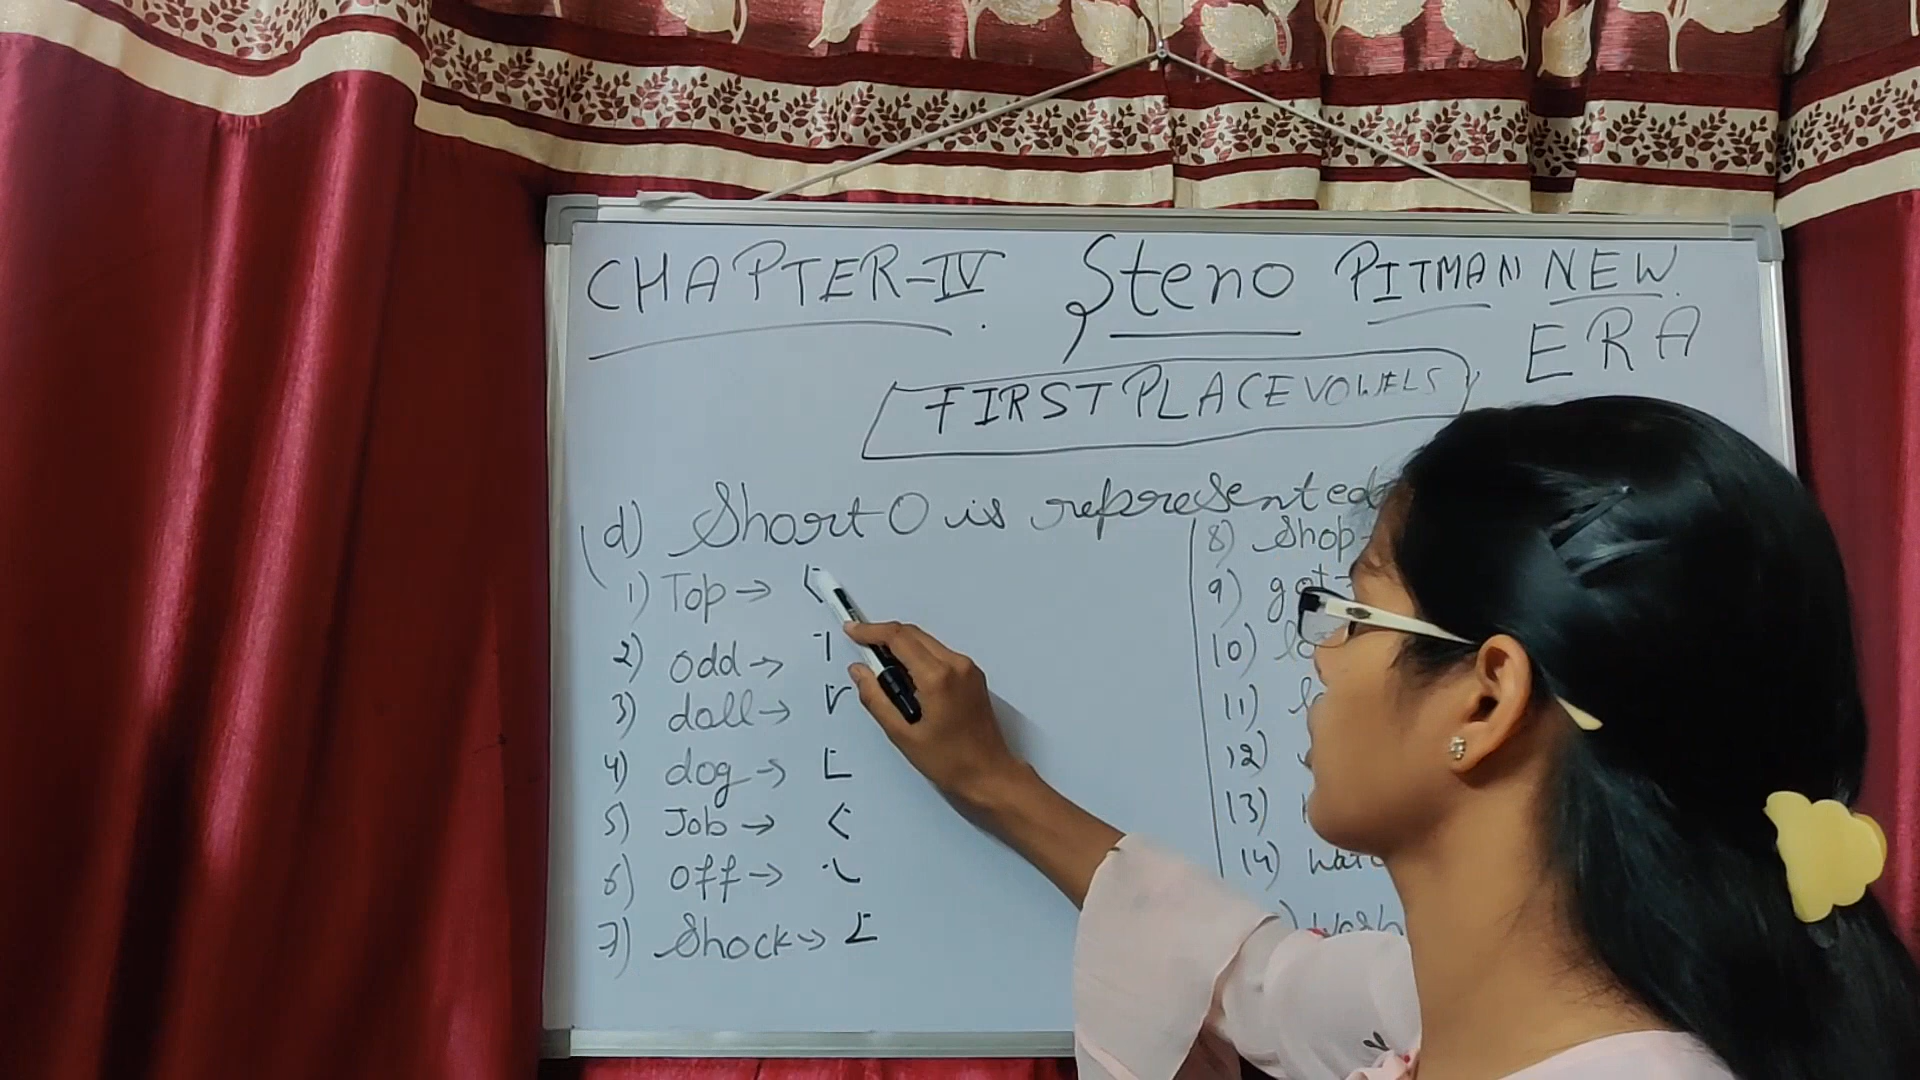 CHAPTER-IV Steno PITMAN NEW
ERA
FIRST PLACE VOWELS
d) Short O is represented
1) Top →
2) odd →
3) doll →
4) dog →
5) Job →
6) off →
7) Shock →
8) Shop
9) got
10)
11)
12)
13)
14)
) Wash